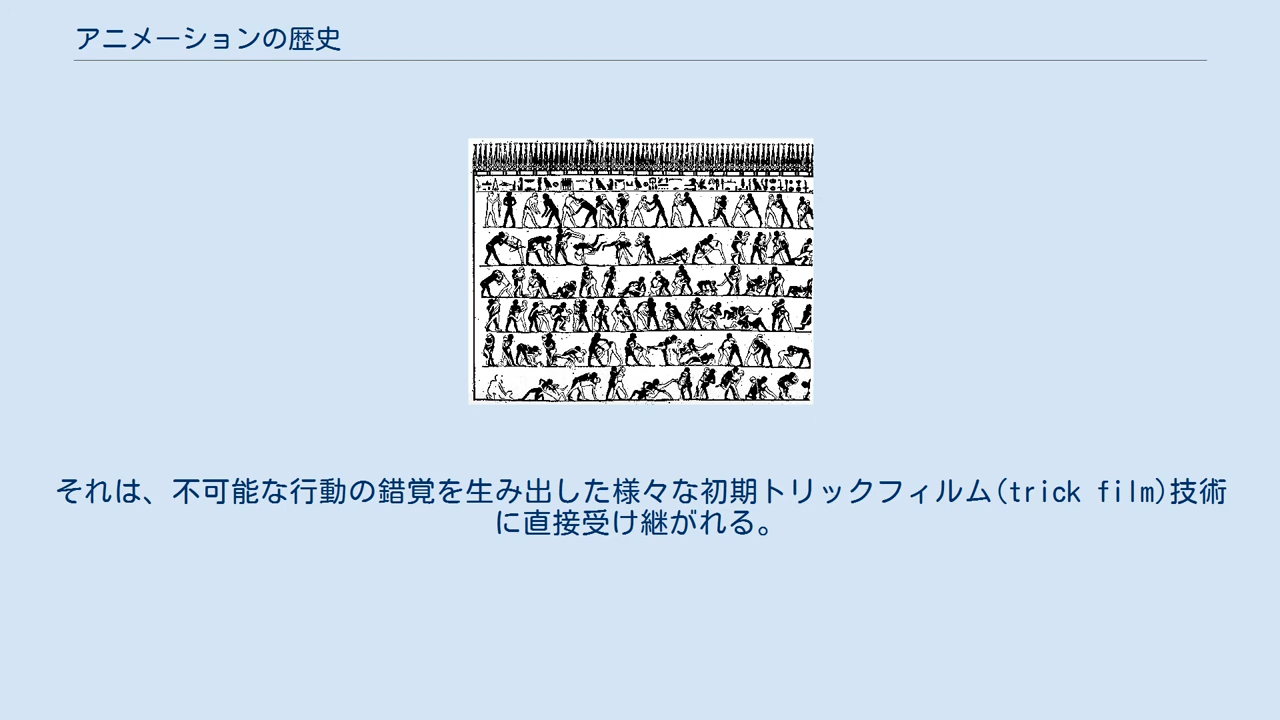 アニメーションの歴史
それは、不可能な行動の錯覚を生み出した様々な初期トリックフィルム(trick film)技術
に直接受け継がれる。